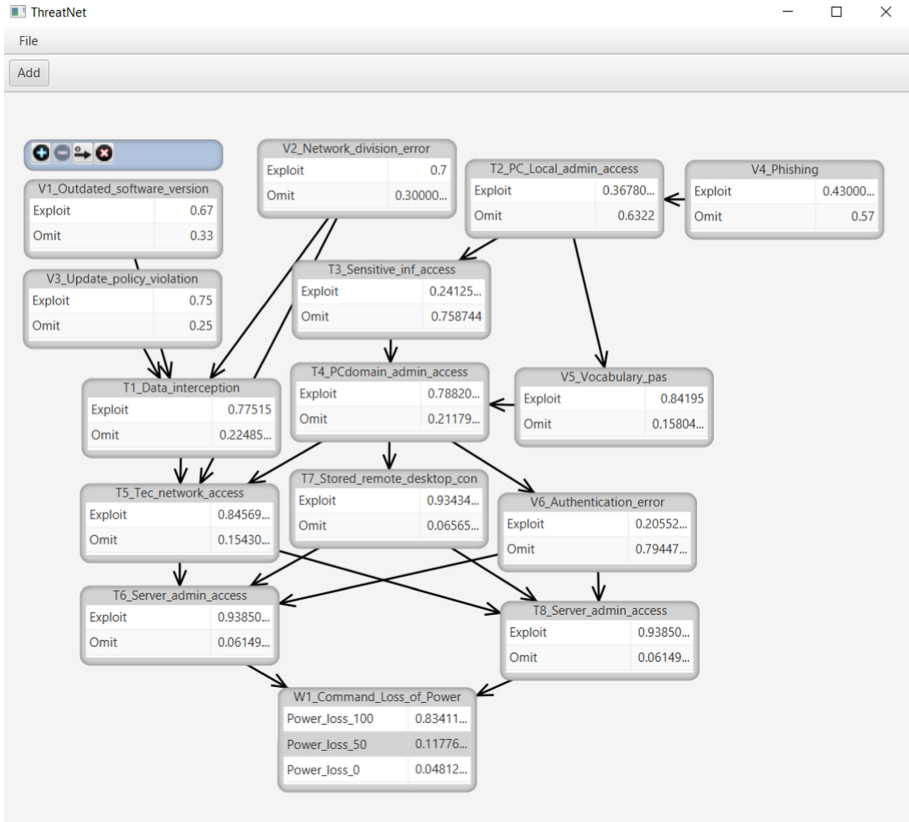 ThreatNet
File
Add
V1_Outdated_software_version
Exploit 0.67
Omit 0.33
V2_Network_division_error
Exploit 0.7
Omit 0.30000...
T2_PC_Local_admin_access
Exploit 0.36780...
Omit 0.6322
V4_Phishing
Exploit 0.43000...
Omit 0.57
V3_Update_policy_violation
Exploit 0.75
Omit 0.25
T3_Sensitive_inf_access
Exploit 0.24125...
Omit 0.758744
T1_Data_interception
Exploit 0.77515
Omit 0.22485...
T4_PCdomain_admin_access
Exploit 0.78820...
Omit 0.21179...
V5_Vocabulary_pas
Exploit 0.84195
Omit 0.15804...
T5_Tec_network_access
Exploit 0.84569...
Omit 0.15430...
T7_Stored_remote_desktop_con
Exploit 0.93434...
Omit 0.06565...
V6_Authentication_error
Exploit 0.20552...
Omit 0.79447...
T6_Server_admin_access
Exploit 0.93850...
Omit 0.06149...
T8_Server_admin_access
Exploit 0.93850...
Omit 0.06149...
W1_Command_Loss_of_Power
Power_loss_100 0.83411...
Power_loss_50 0.11776...
Power_loss_0 0.04812...